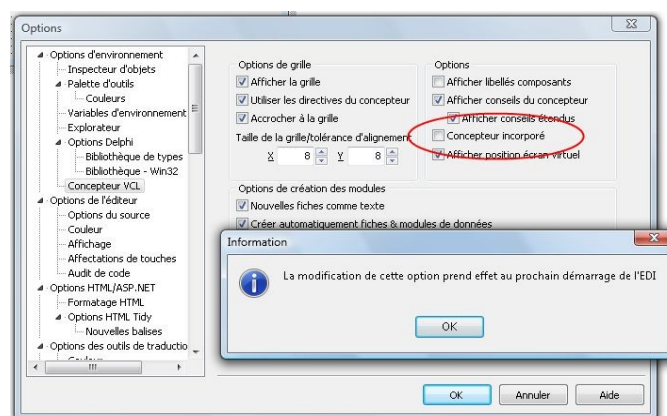 Options
Options d'environnement
Inspecteur d'objets
Palette d'outils
Couleurs
Variables d'environnement
Explorateur
Options Delphi
Bibliothèque de types
Bibliothèque - Win32
Concepteur VCL
Options de l'éditeur
Options du source
Couleur
Affichage
Affectations de touches
Audit de code
Options HTML/ASP.NET
Formatage HTML
Options HTML Tidy
Nouvelles balises
Options des outils de traductio
Options de grille
Afficher la grille
Utiliser les directives du concepteur
Accrocher à la grille
Taille de la grille/tolérance d'alignement
X 8 Y 8
Options
Afficher libellés composants
Afficher conseils du concepteur
Afficher conseils étendus
Concepteur incorporé
Afficher position écran virtuel
Options de création des modules
Nouvelles fiches comme texte
Créer automatiquement fiches & modules de données
Information
La modification de cette option prend effet au prochain démarrage de l'EDI
OK
OK Annuler Aide